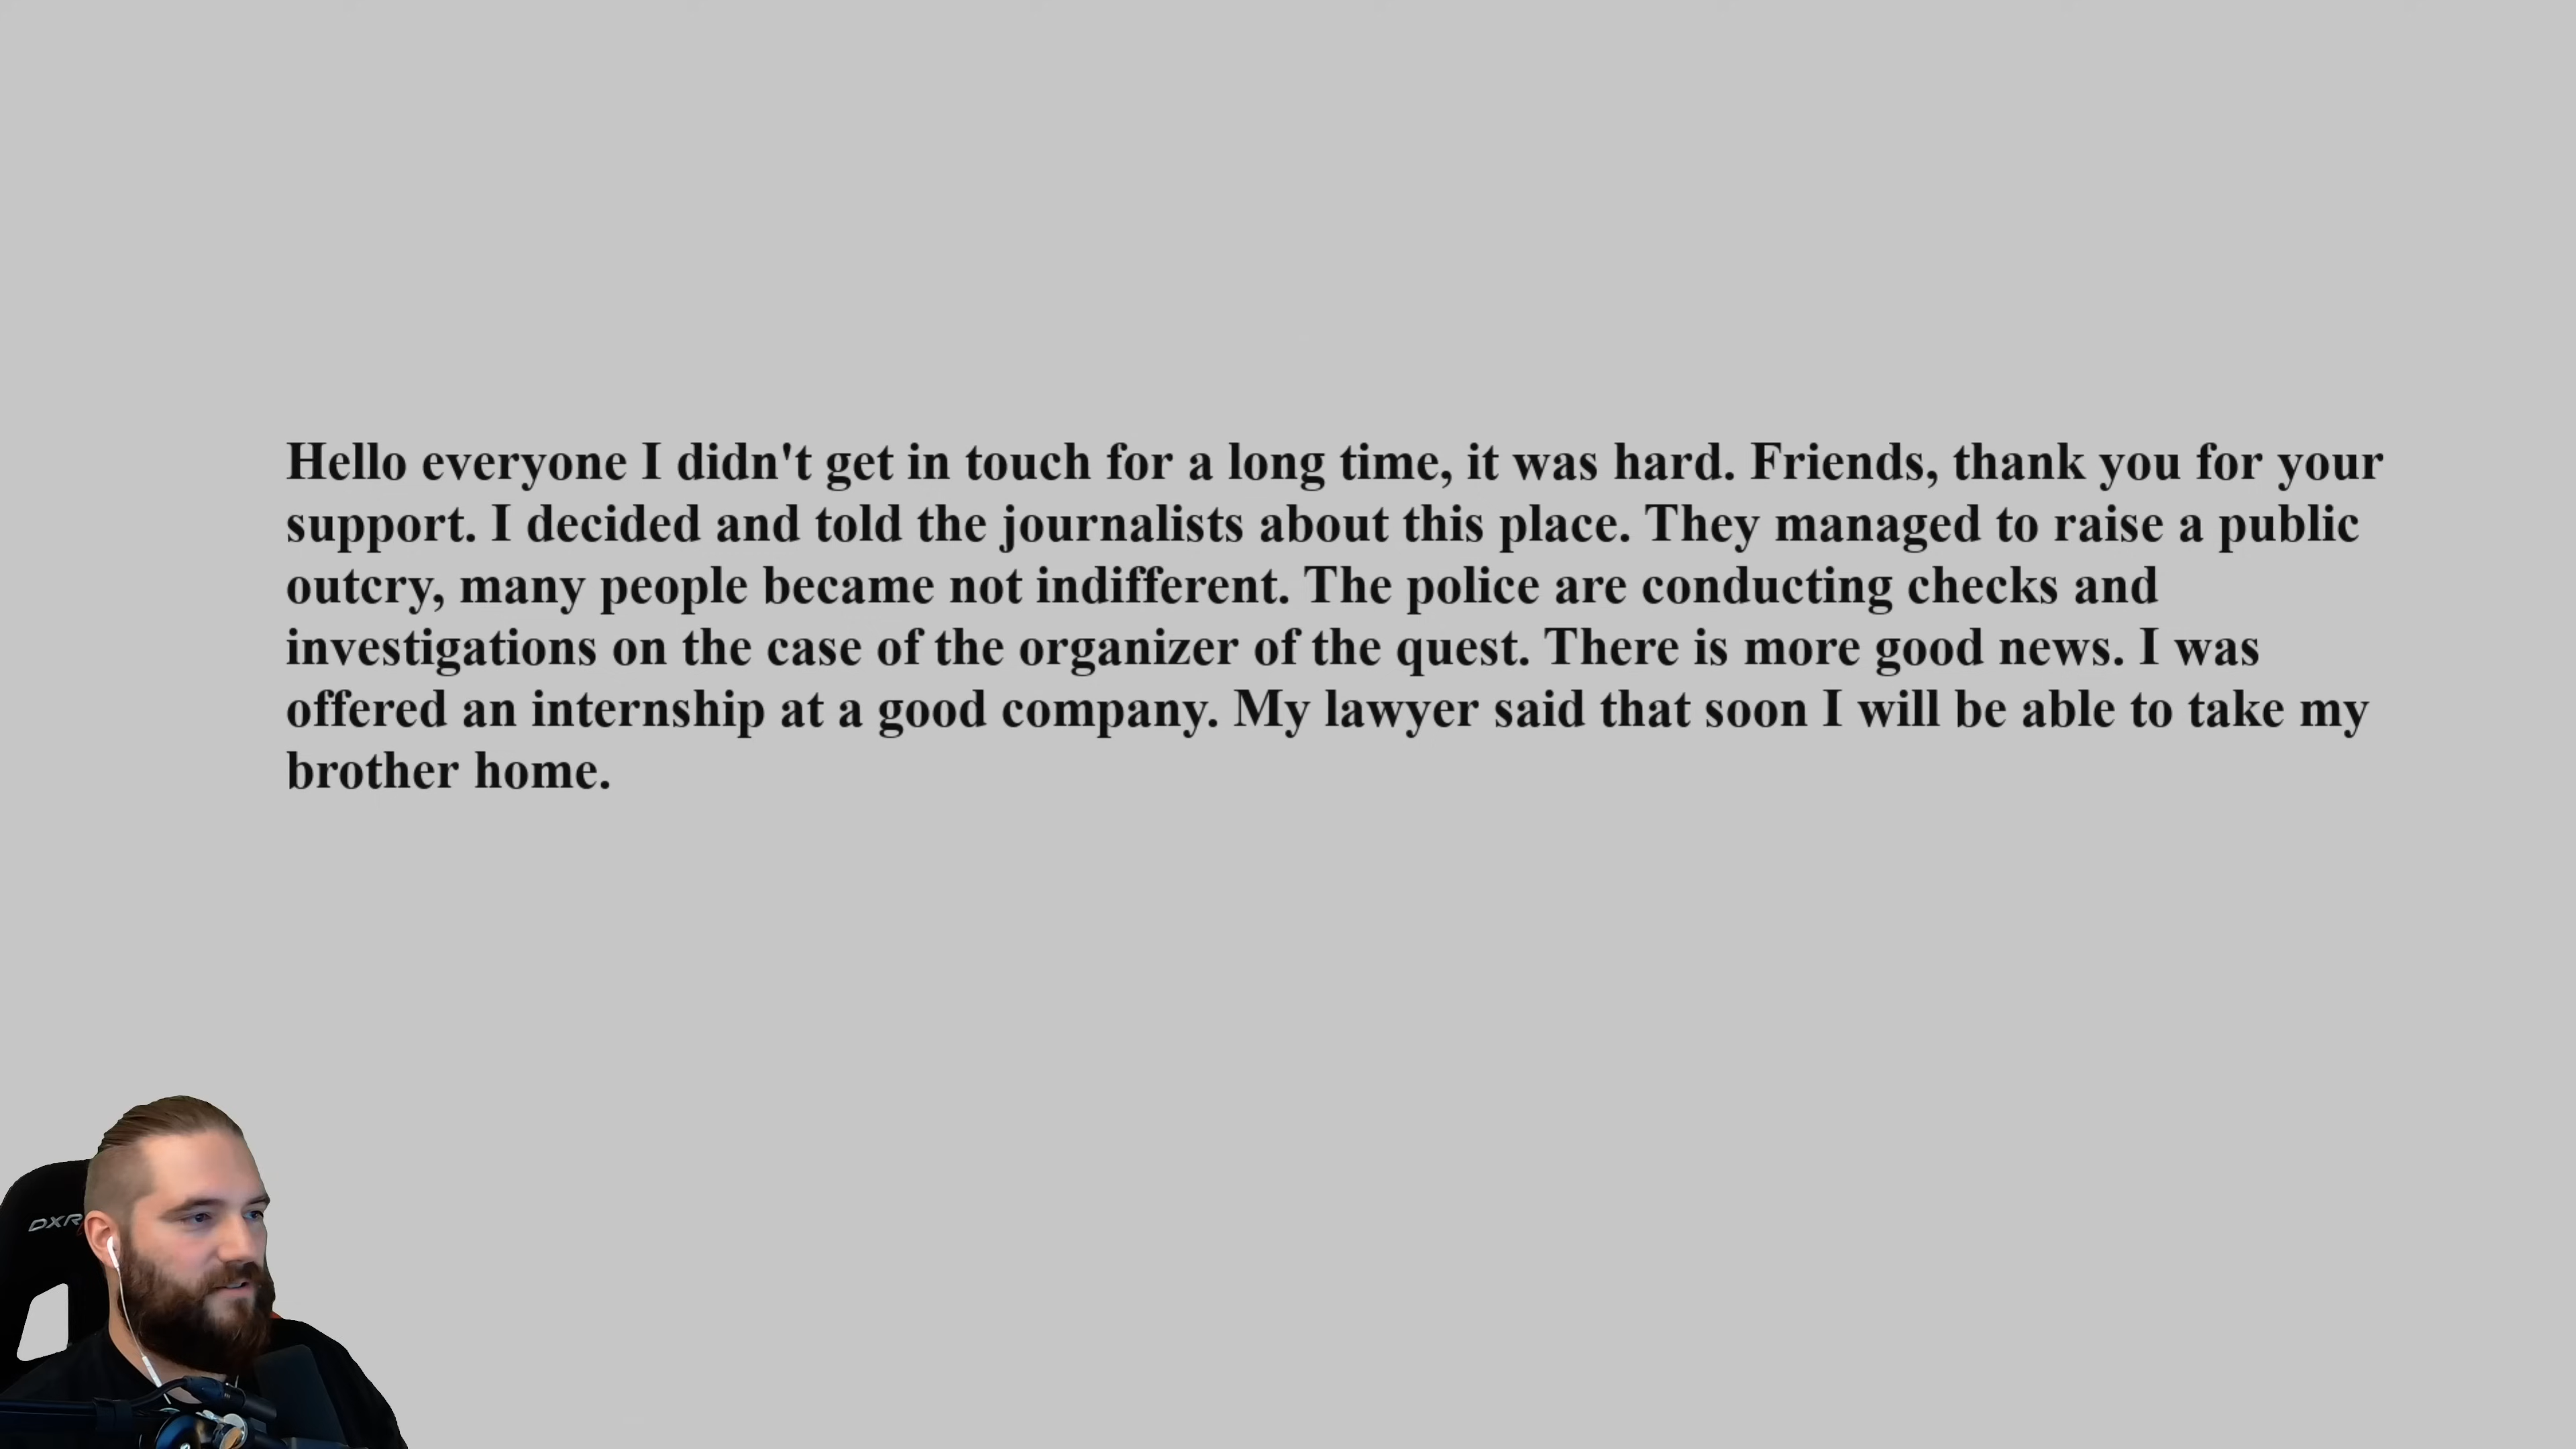 Hello everyone I didn't get in touch for a long time, it was hard. Friends, thank you for your
support. I decided and told the journalists about this place. They managed to raise a public
outcry, many people became not indifferent. The police are conducting checks and
investigations on the case of the organizer of the quest. There is more good news. I was
offered an internship at a good company. My lawyer said that soon I will be able to take my
brother home.
DXR